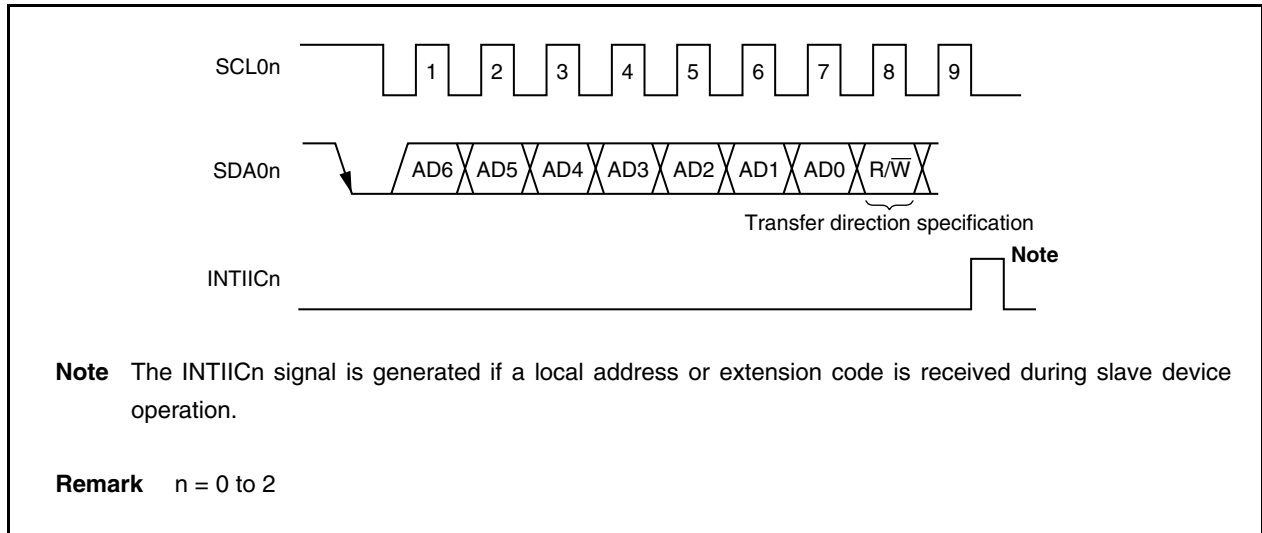 SCL0n 1 2 3 4 5 6 7 8 9
SDA0n AD6 AD5 AD4 AD3 AD2 AD1 AD0 R/W̅
Transfer direction specification
Note
INTIICn
Note The INTIICn signal is generated if a local address or extension code is received during slave device
operation.
Remark n = 0 to 2